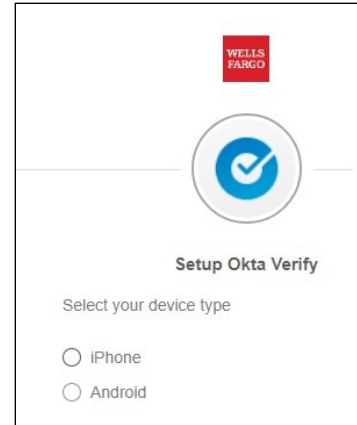 WELLS
FARGO
Setup Okta Verify
Select your device type
iPhone
Android